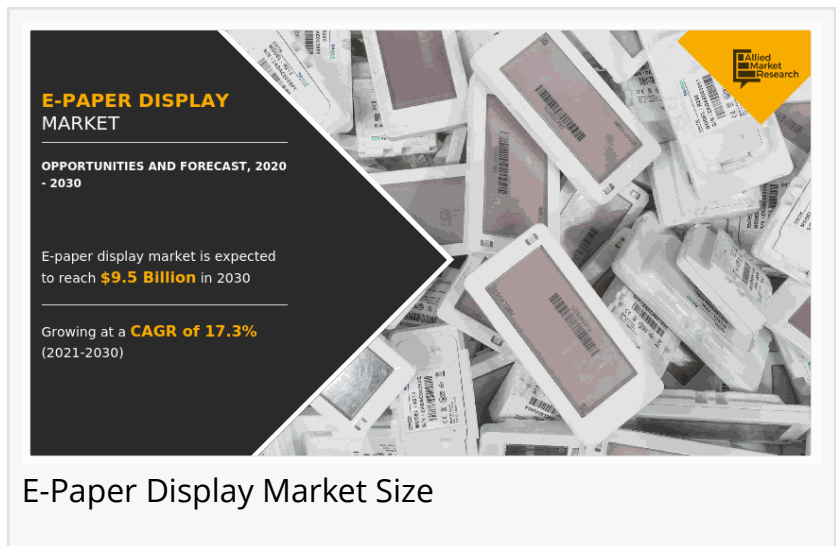 E-PAPER DISPLAY
MARKET
OPPORTUNITIES AND FORECAST, 2020
- 2030
E-paper display market is expected
to reach $9.5 Billion in 2030
Growing at a CAGR of 17.3%
(2021-2030)
Allied
Market
Research
E-Paper Display Market Size